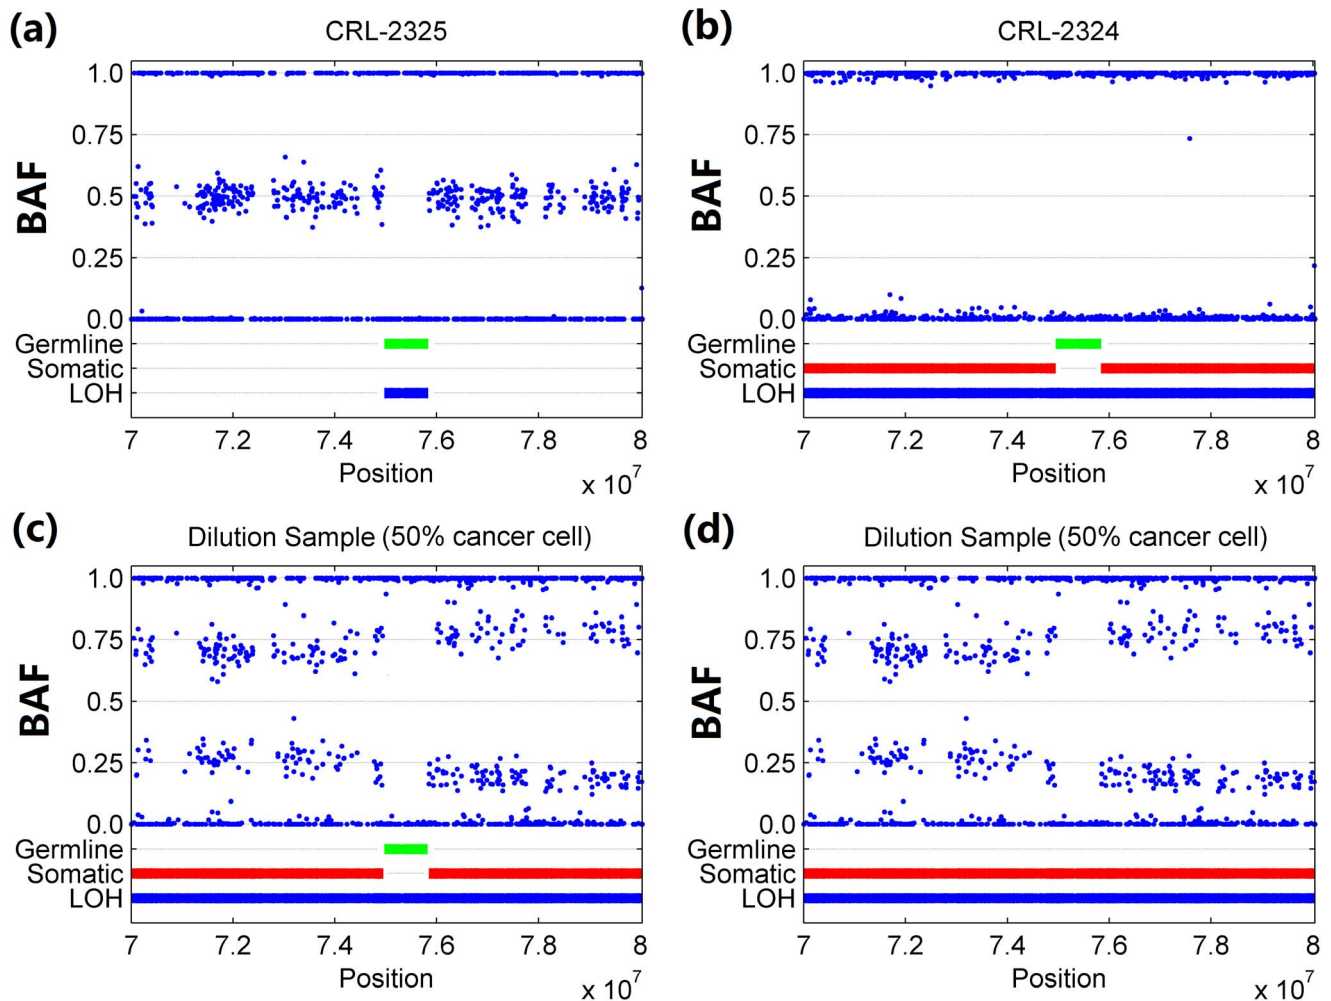 (a)
CRL-2325
BAF
1.0
0.75
0.5
0.25
0.0
Germline
Somatic
LOH
7 7.2 7.4 7.6 7.8 8
Position
x 10^7
(b)
CRL-2324
BAF
1.0
0.75
0.5
0.25
0.0
Germline
Somatic
LOH
7 7.2 7.4 7.6 7.8 8
Position
x 10^7
(c)
Dilution Sample (50% cancer cell)
BAF
1.0
0.75
0.5
0.25
0.0
Germline
Somatic
LOH
7 7.2 7.4 7.6 7.8 8
Position
x 10^7
(d)
Dilution Sample (50% cancer cell)
BAF
1.0
0.75
0.5
0.25
0.0
Germline
Somatic
LOH
7 7.2 7.4 7.6 7.8 8
Position
x 10^7